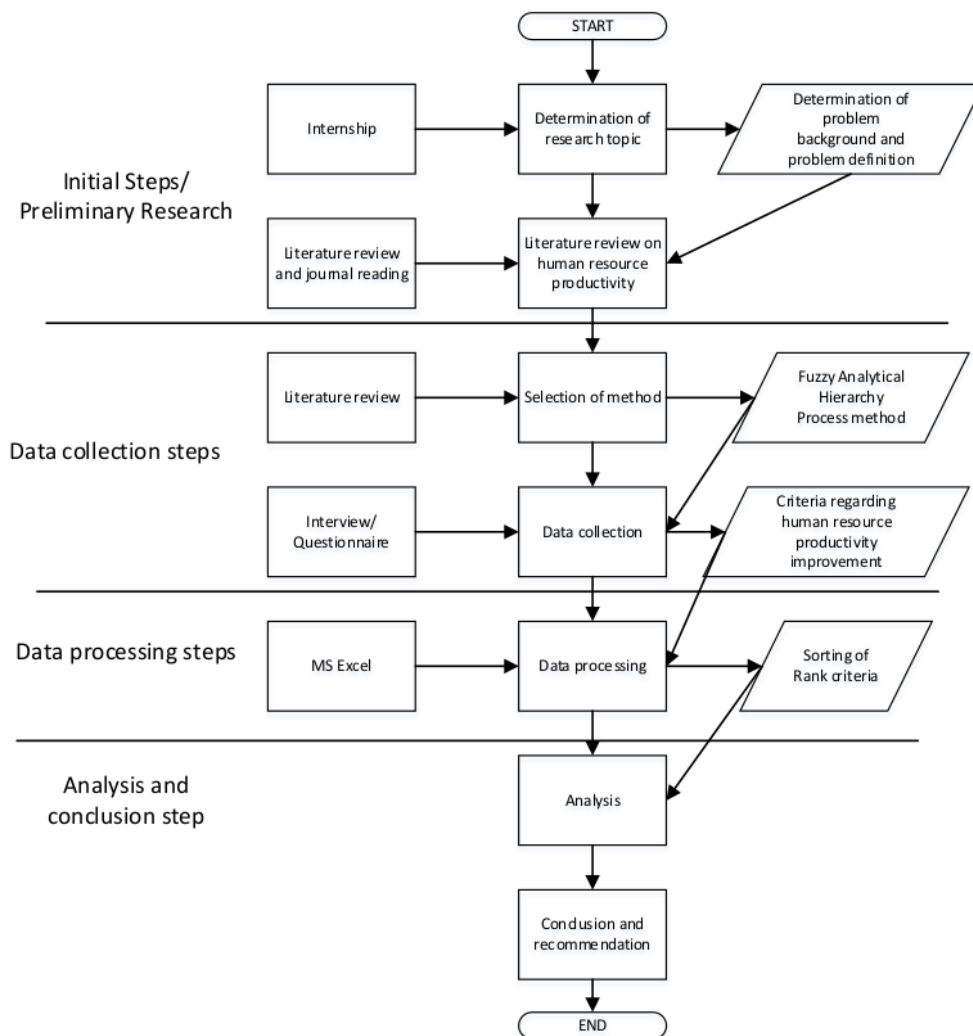 START
Internship
Determination of
research topic
Determination of
problem
background and
problem definition
Initial Steps/
Preliminary Research
Literature review
and journal reading
Literature review on
human resource
productivity
Literature review
Selection of method
Fuzzy Analytical
Hierarchy
Process method
Data collection steps
Interview/
Questionnaire
Data collection
Criteria regarding
human resource
productivity
improvement
Data processing steps
MS Excel
Data processing
Sorting of
Rank criteria
Analysis and
conclusion step
Analysis
Conclusion and
recommendation
END